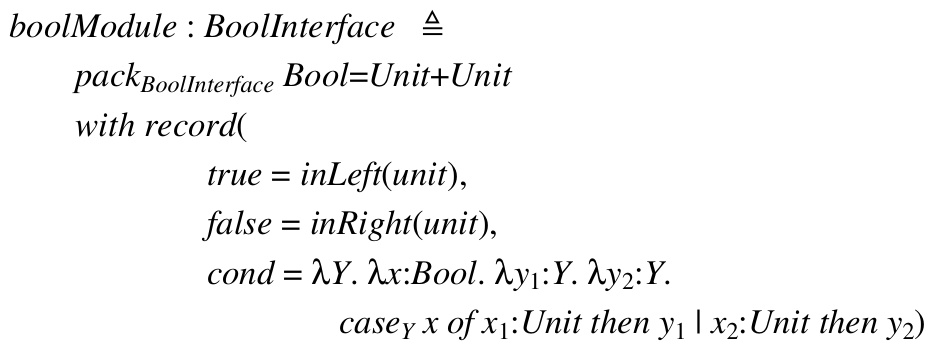 boolModule : BoolInterface ≜
pack_BoolInterface Bool=Unit+Unit
with record(
true = inLeft(unit),
false = inRight(unit),
cond = λY. λx:Bool. λy₁:Y. λy₂:Y.
case_Y x of x₁:Unit then y₁ | x₂:Unit then y₂)